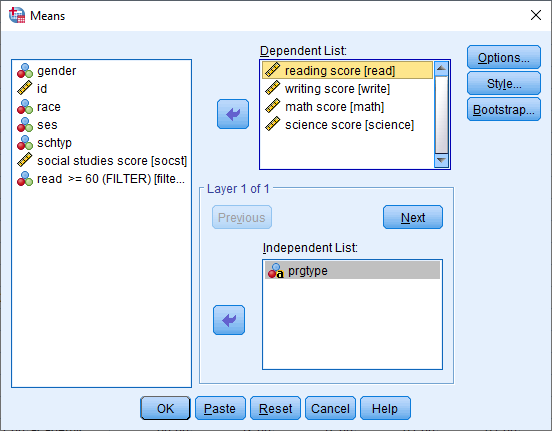 Means
gender
id
race
ses
schtyp
social studies score [socst]
read >= 60 (FILTER) [filte...
Dependent List:
reading score [read]
writing score [write]
math score [math]
science score [science]
Options...
Style...
Bootstrap...
Layer 1 of 1
Previous
Next
Independent List:
a prgtype
OK
Paste
Reset
Cancel
Help